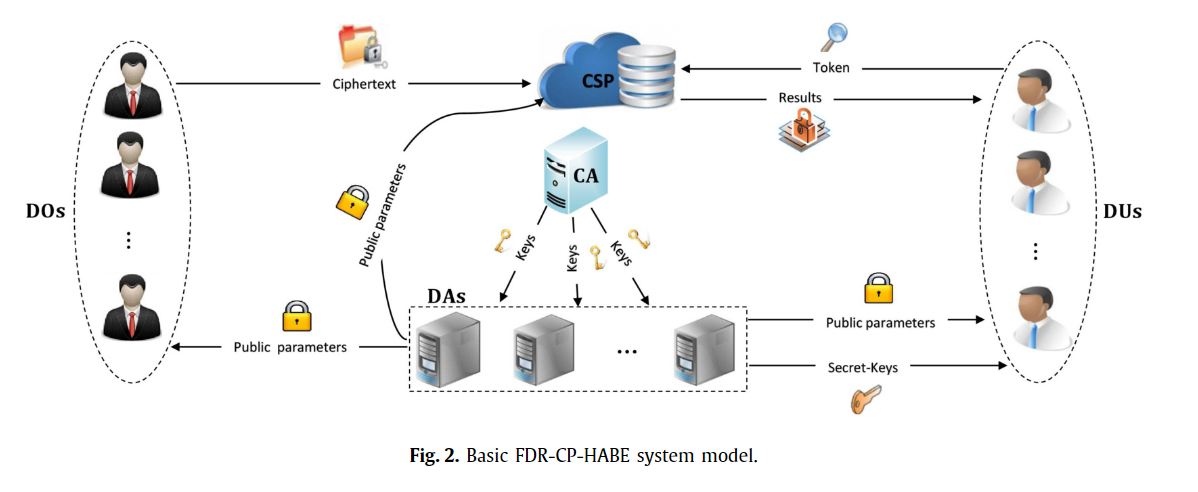 Ciphertext
CSP
Token
Results
Public parameters
CA
DOs
DUs
Keys
Keys
Keys
DAs
...
...
...
Public parameters
Public parameters
Secret-Keys
Fig. 2. Basic FDR-CP-HABE system model.